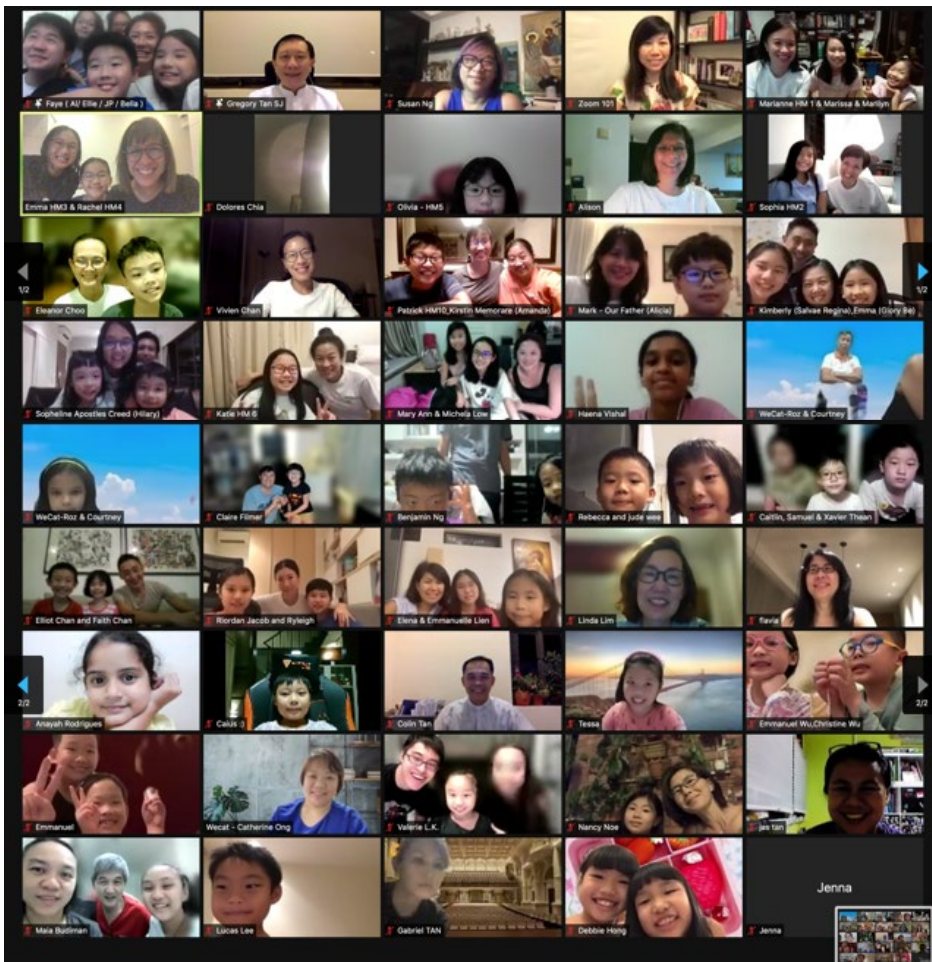 Faye ( Al/ Ellie / JP / Bella )
Gregory Tan SJ
Susan Ng
Zoom 101
Marianne HM 1 & Marissa & Marilyn
Emma HM3 & Rachel HM4
Dolores Chia
Olivia - HM5
Alison
Sophia HM2
1/2
Eleanor Choo
Vivien Chan
Patrick HM10_Kirstin Memorare (Amanda)
Mark - Our Father (Alicia)
Kimberly (Salvae Regina),Emma (Glory Be)
1/2
Sopheline Apostles Creed (Hilary)
Katie HM 6
Mary Ann & Michela Low
Haena Vishal
WeCat-Roz & Courtney
WeCat-Roz & Courtney
Claire Filmer
Benjamin Ng
Rebecca and jude wee
Caitlin, Samuel & Xavier Thean
Elliot Chan and Faith Chan
Riordan Jacob and Ryleigh
Elena & Emmanuelle Lien
Linda Lim
flavia
2/2
Anayah Rodrigues
Caius :)
Colin Tan
Tessa
Emmanuel Wu,Christine Wu
2/2
Emmanuel
Wecat - Catherine Ong
Valerie L.K.
Nancy Noe
jes tan
Maia Budiman
Lucas Lee
Gabriel TAN
Debbie Hong
Jenna
Jenna